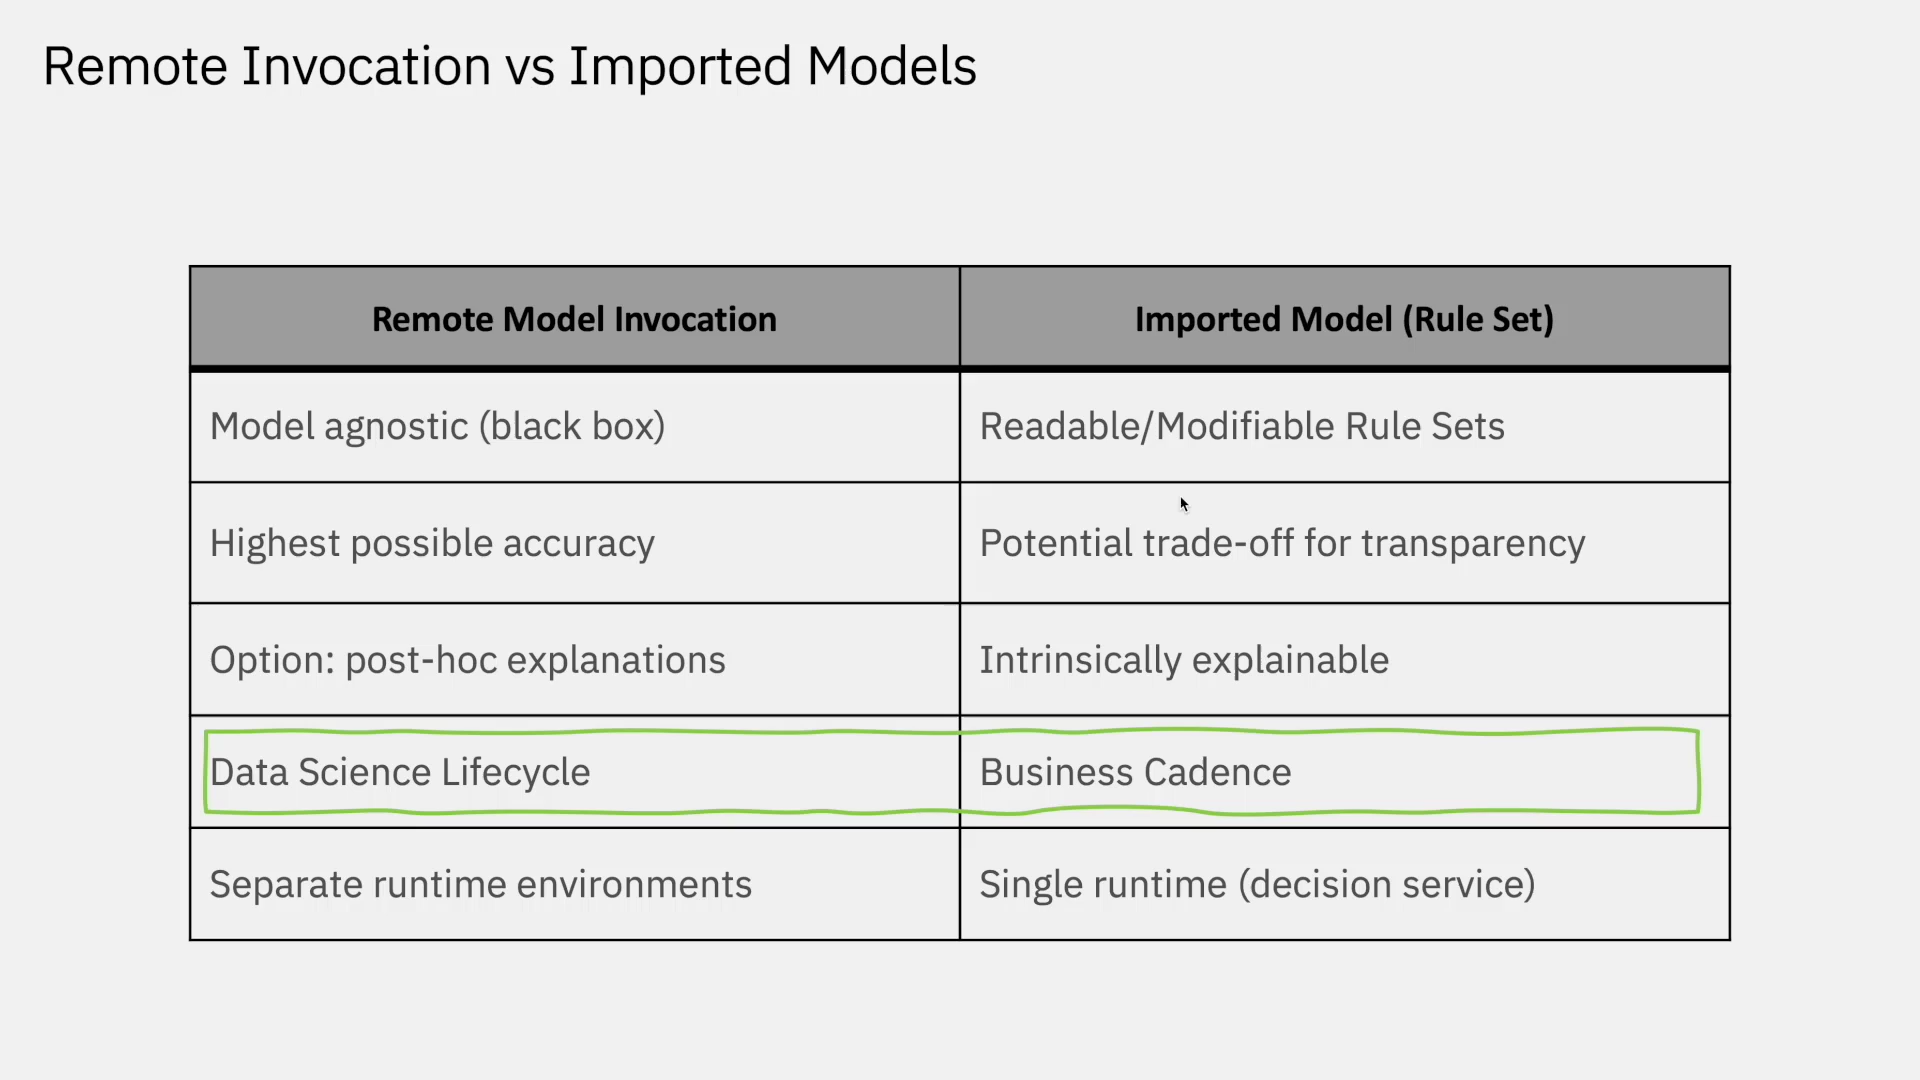 Remote Invocation vs Imported Models
Remote Model Invocation
Imported Model (Rule Set)
Model agnostic (black box)
Readable/Modifiable Rule Sets
Highest possible accuracy
Potential trade-off for transparency
Option: post-hoc explanations
Intrinsically explainable
Data Science Lifecycle
Business Cadence
Separate runtime environments
Single runtime (decision service)